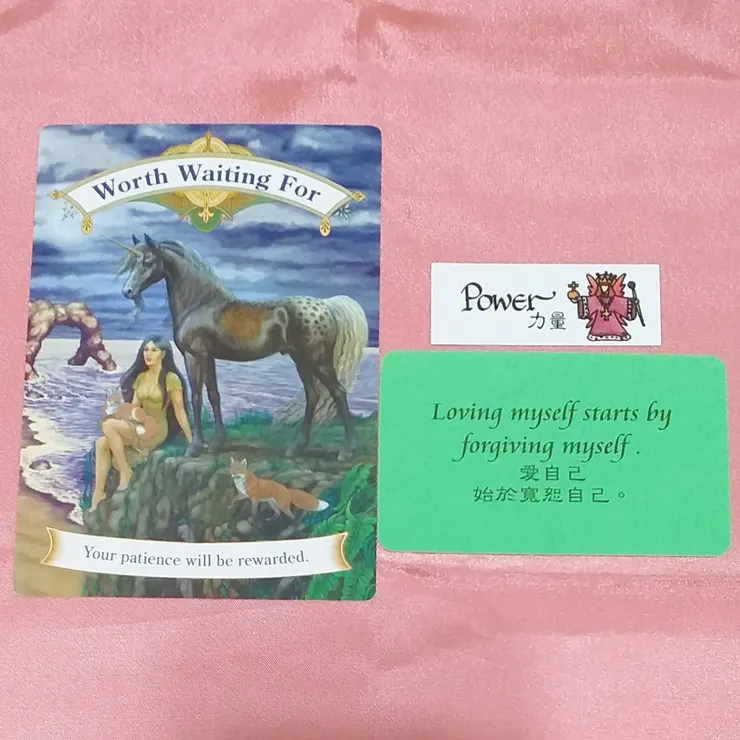 Worth Waiting For
Your patience will be rewarded.
Power
力量
Loving myself starts by
forgiving myself .
愛自己
始於寬恕自己。